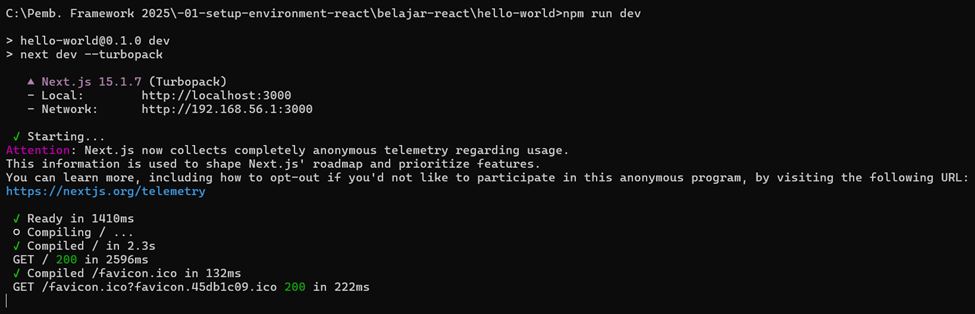 C:\Pemb. Framework 2025\-01-setup-environment-react\belajar-react\hello-world>npm run dev
> hello-world@0.1.0 dev
> next dev --turbopack
▲ Next.js 15.1.7 (Turbopack)
- Local: http://localhost:3000
- Network: http://192.168.56.1:3000
✓ Starting...
Attention: Next.js now collects completely anonymous telemetry regarding usage.
This information is used to shape Next.js' roadmap and prioritize features.
You can learn more, including how to opt-out if you'd not like to participate in this anonymous program, by visiting the following URL:
https://nextjs.org/telemetry
✓ Ready in 1410ms
○ Compiling / ...
✓ Compiled / in 2.3s
GET / 200 in 2596ms
✓ Compiled /favicon.ico in 132ms
GET /favicon.ico?favicon.45db1c09.ico 200 in 222ms